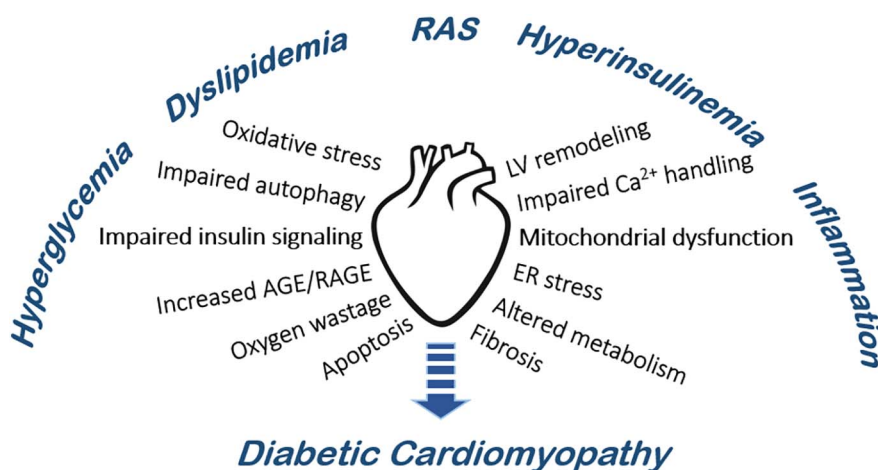 RAS
Hyperinsulinemia
Dyslipidemia
Hyperglycemia
Inflammation
Oxidative stress
Impaired autophagy
Impaired insulin signaling
Increased AGE/RAGE
Oxygen wastage
Apoptosis
LV remodeling
Impaired Ca²⁺ handling
Mitochondrial dysfunction
ER stress
Altered metabolism
Fibrosis
Diabetic Cardiomyopathy